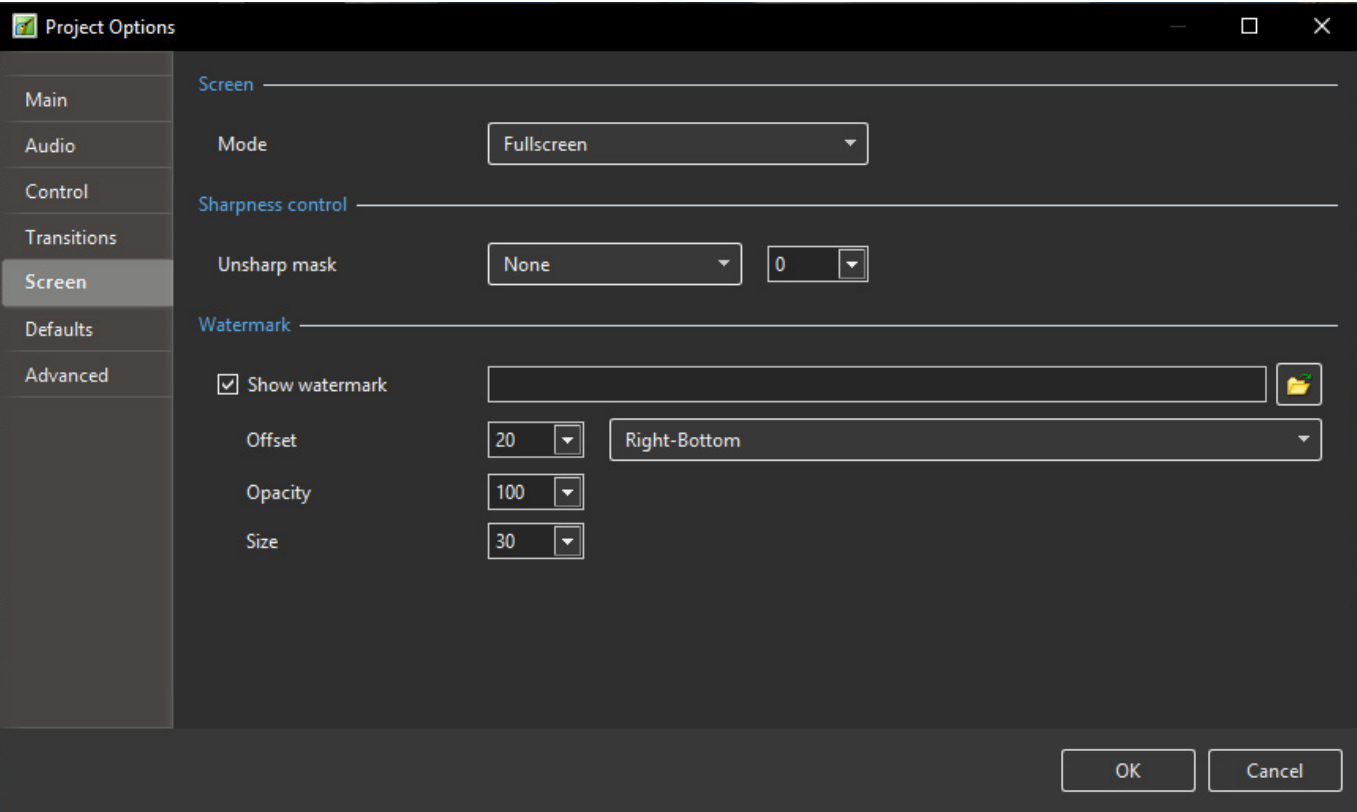 Project Options
Main
Audio
Control
Transitions
Screen
Defaults
Advanced
Screen
Mode Fullscreen
Sharpness control
Unsharp mask None 0
Watermark
Show watermark
Offset 20 Right-Bottom
Opacity 100
Size 30
OK Cancel